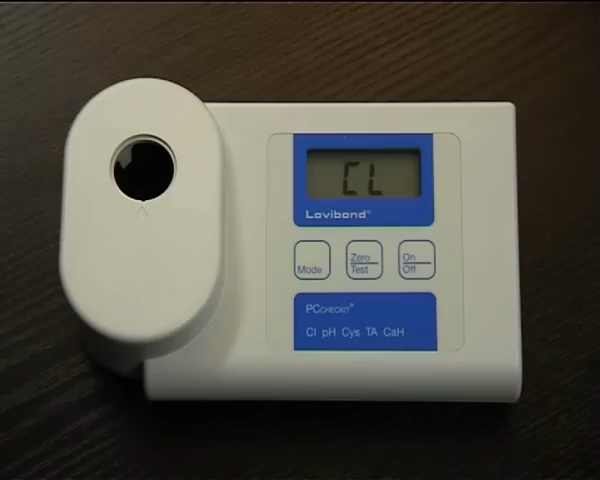 CL
Lovibond®
Mode
Zero
Test
On
Off
PCCHECKIT®
Cl pH Cys TA CaH